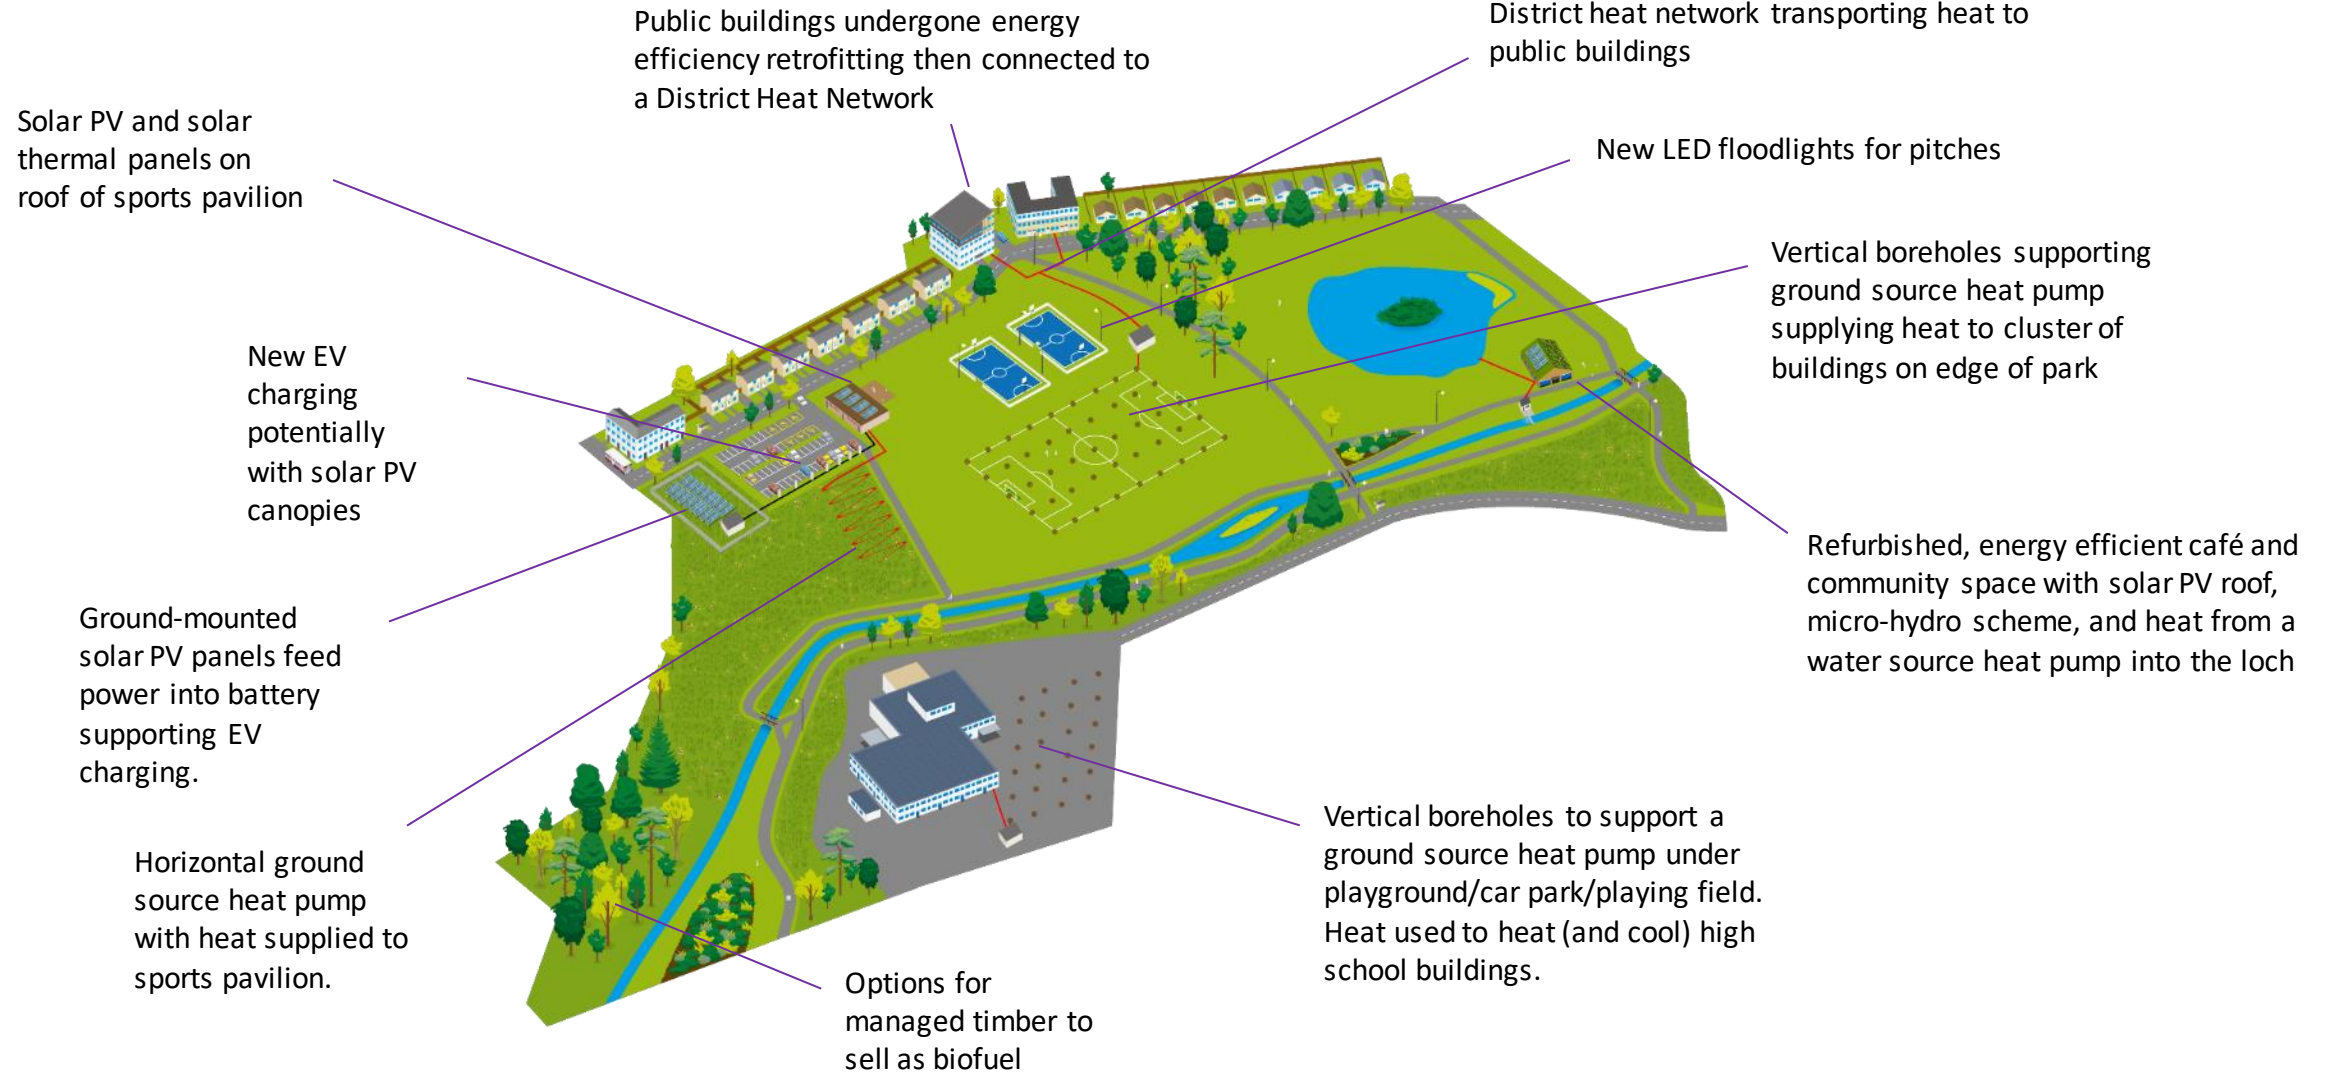 Public buildings undergone energy
efficiency retrofitting then connected to
a District Heat Network
District heat network transporting heat to
public buildings
Solar PV and solar
thermal panels on
roof of sports pavilion
New LED floodlights for pitches
Vertical boreholes supporting
ground source heat pump
supplying heat to cluster of
buildings on edge of park
New EV
charging
potentially
with solar PV
canopies
Refurbished, energy efficient café and
community space with solar PV roof,
micro-hydro scheme, and heat from a
water source heat pump into the loch
Ground-mounted
solar PV panels feed
power into battery
supporting EV
charging.
Horizontal ground
source heat pump
with heat supplied to
sports pavilion.
Vertical boreholes to support a
ground source heat pump under
playground/car park/playing field.
Heat used to heat (and cool) high
school buildings.
Options for
managed timber to
sell as biofuel